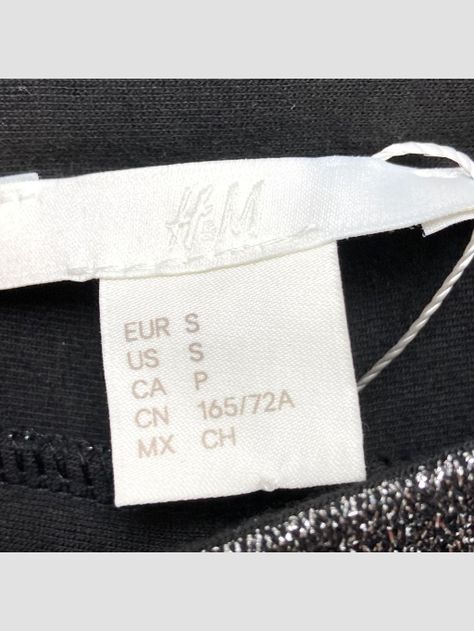 H&M
EUR S
US S
CA P
CN 165/72A
MX CH